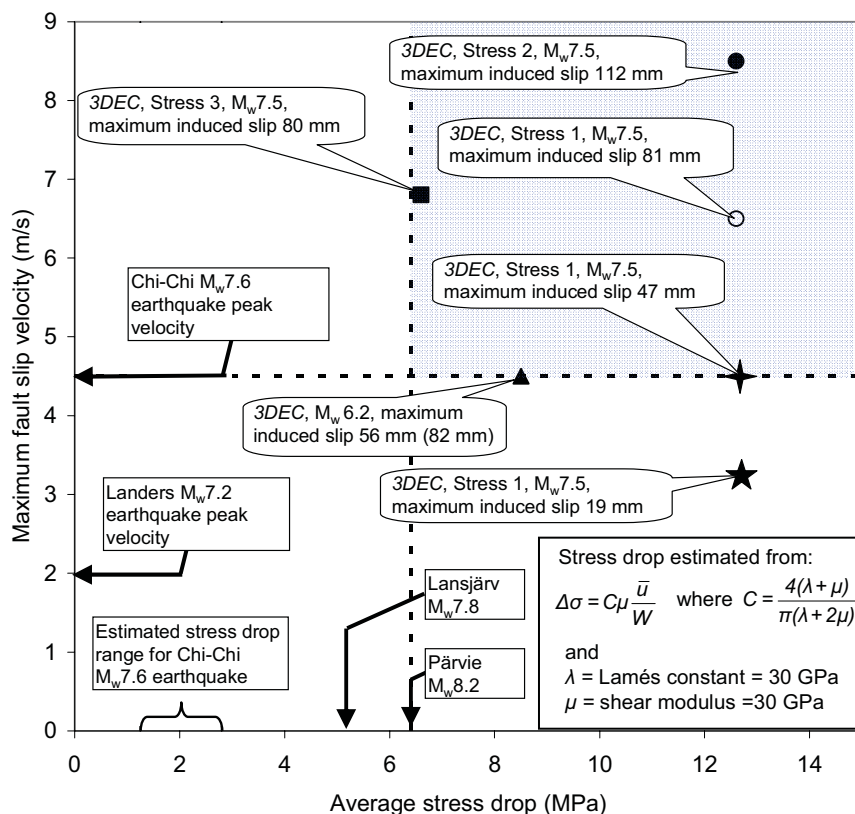 Maximum fault slip velocity (m/s)
9
8
7
6
5
4
3
2
1
0
3DEC, Stress 2, Mw7.5,
maximum induced slip 112 mm
3DEC, Stress 3, Mw7.5,
maximum induced slip 80 mm
3DEC, Stress 1, Mw7.5,
maximum induced slip 81 mm
3DEC, Stress 1, Mw7.5,
maximum induced slip 47 mm
Chi-Chi Mw7.6
earthquake peak
velocity
3DEC, Mw 6.2, maximum
induced slip 56 mm (82 mm)
3DEC, Stress 1, Mw7.5,
maximum induced slip 19 mm
Landers Mw7.2
earthquake peak
velocity
Estimated stress drop
range for Chi-Chi
Mw7.6 earthquake
Lansjärv
Mw7.8
Pärvie
Mw8.2
Stress drop estimated from:
Δσ = Cμ u̅/W where C = 4(λ+μ)/π(λ+2μ)
and
λ = Lamés constant = 30 GPa
μ = shear modulus =30 GPa
0 2 4 6 8 10 12 14
Average stress drop (MPa)